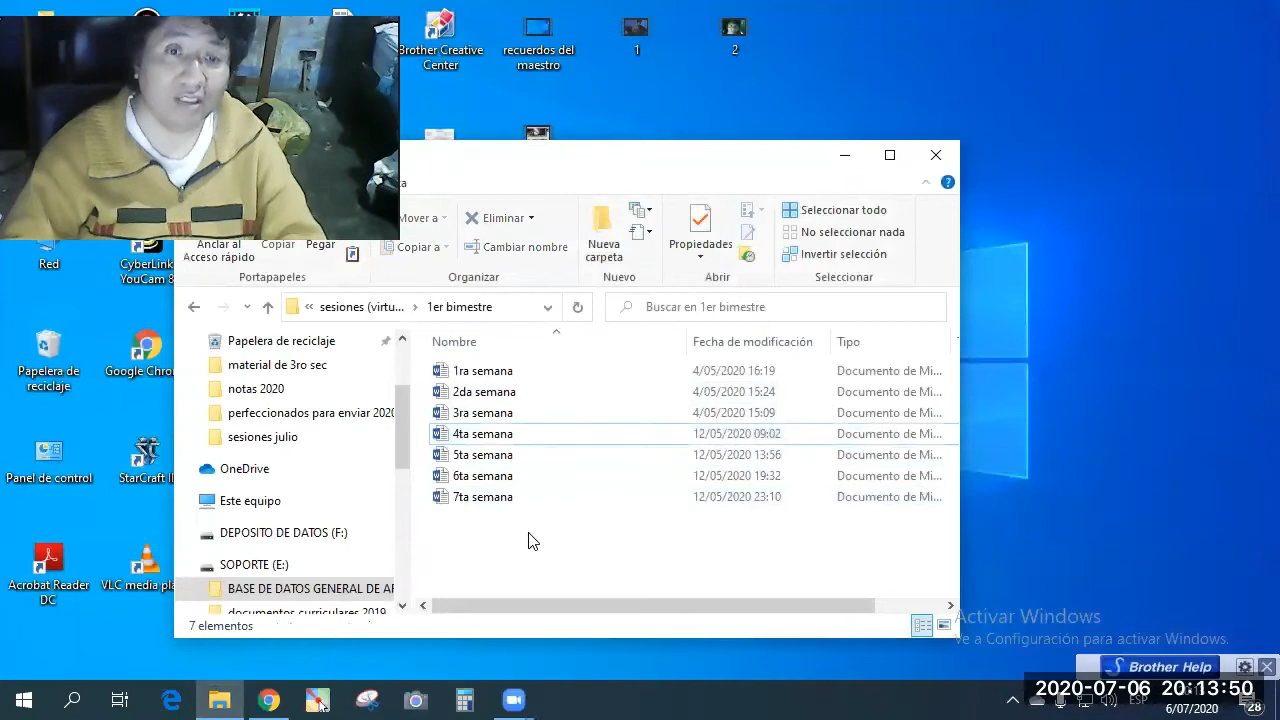 Brother Creative
Center
recuerdos del
maestro
1
2
ta
Mover a
Eliminar
Seleccionar todo
Copiar a
Cambiar nombre
No seleccionar nada
Invertir selección
Anclar al
Acceso rápido
Copiar
Pegar
Nueva
carpeta
Propiedades
Portapapeles
Organizar
Nuevo
Abrir
Seleccionar
« sesiones (virtu... › 1er bimestre
Buscar en 1er bimestre
Red
CyberLink
YouCam 8
Papelera de
reciclaje
Google Chro
Panel de control
StarCraft II
Acrobat Reader
DC
VLC media pla
Papelera de reciclaje
material de 3ro sec
notas 2020
perfeccionados para enviar 2020
sesiones julio
OneDrive
Este equipo
DEPOSITO DE DATOS (F:)
SOPORTE (E:)
BASE DE DATOS GENERAL DE AR
documentos curriculares 2019
Nombre Fecha de modificación Tipo
1ra semana 4/05/2020 16:19 Documento de Mi...
2da semana 4/05/2020 15:24 Documento de Mi...
3ra semana 4/05/2020 15:09 Documento de Mi...
4ta semana 12/05/2020 09:02 Documento de Mi...
5ta semana 12/05/2020 13:56 Documento de Mi...
6ta semana 12/05/2020 19:32 Documento de Mi...
7ta semana 12/05/2020 23:10 Documento de Mi...
7 elementos
Activar Windows
Ve a Configuración para activar Windows.
Brother Help
2020-07-06 20:13:50
ESP
6/07/2020
28